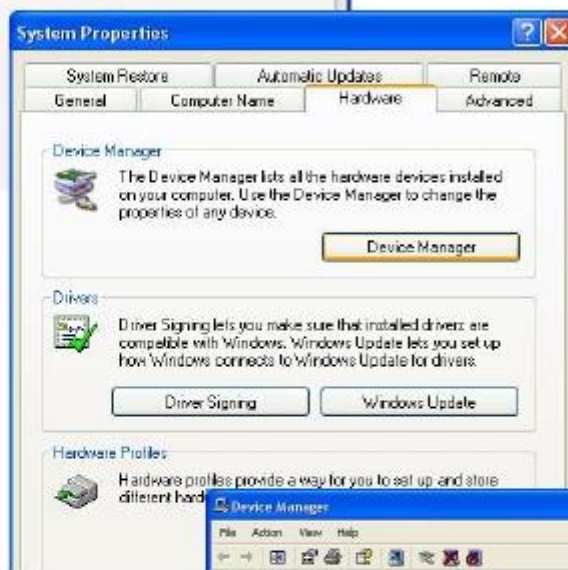 System Properties
System Restore Automatic Updates Remote
General Computer Name Hardware Advanced
Device Manager
The Device Manager lists all the hardware devices installed
on your computer. Use the Device Manager to change the
properties of any device.
Device Manager
Drivers
Driver Signing lets you make sure that installed drivers are
compatible with Windows. Windows Update lets you set up
how Windows connects to Windows Update for drivers.
Driver Signing Windows Update
Hardware Profiles
Hardware profiles provide a way for you to set up and store
different hard
Device Manager
File Action View Help